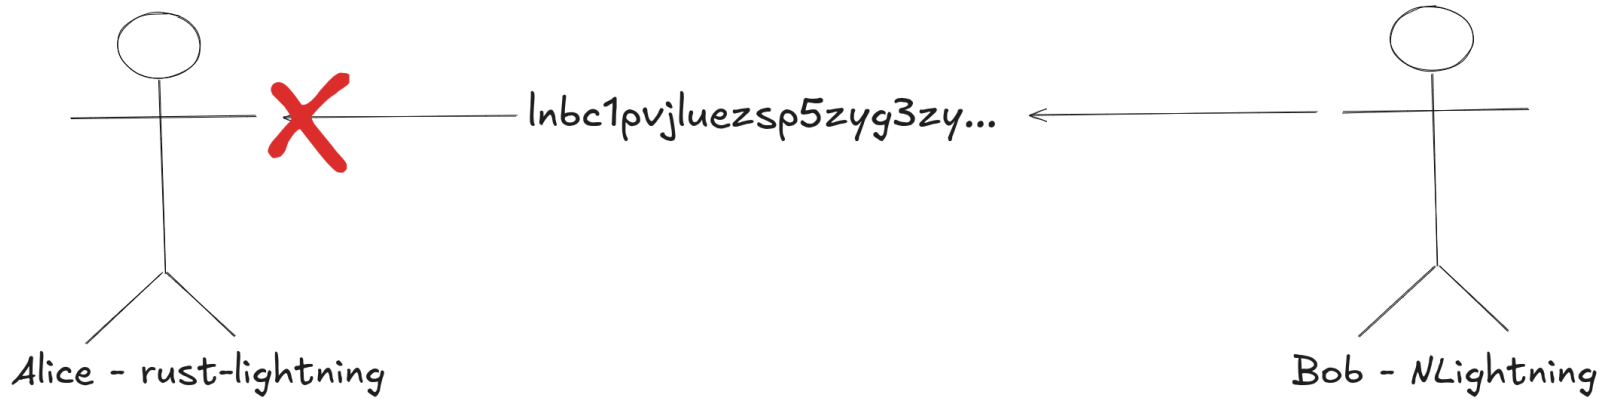 lnbc1pvjluezsp5zyg3zy...
Alice - rust-lightning
Bob - NLightning